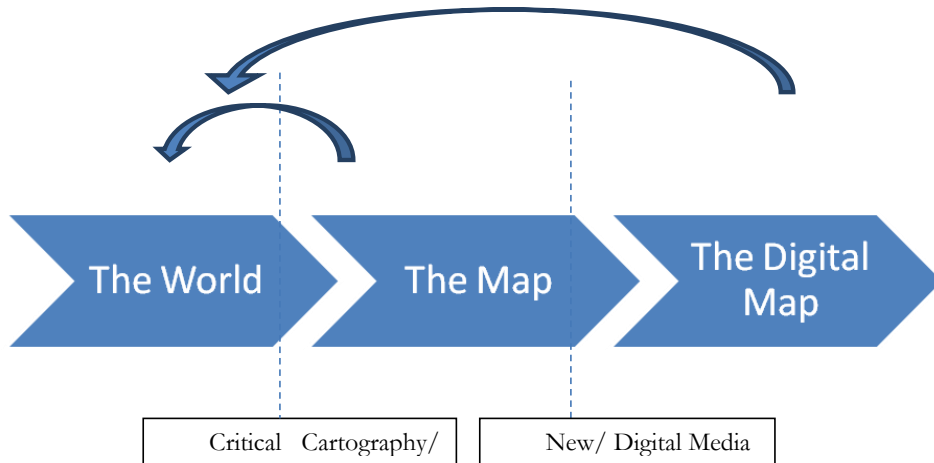 The World
The Map
The Digital
Map
Critical Cartography/
New/ Digital Media